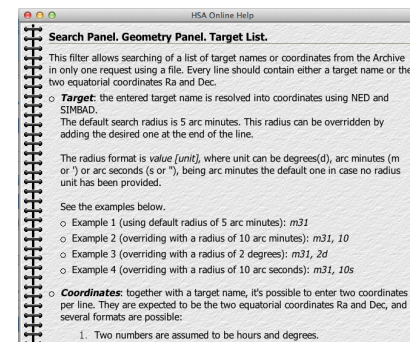 HSA Online Help
Search Panel. Geometry Panel. Target List.
This filter allows searching of a list of target names or coordinates from the Archive
in only one request using a file. Every line should contain either a target name or the
two equatorial coordinates Ra and Dec.
○ Target: the entered target name is resolved into coordinates using NED and
SIMBAD.
The default search radius is 5 arc minutes. This radius can be overridden by
adding the desired one at the end of the line.
The radius format is value [unit], where unit can be degrees(d), arc minutes (m
or ') or arc seconds (s or "), being arc minutes the default one in case no radius
unit has been provided.
See the examples below.
○ Example 1 (using default radius of 5 arc minutes): m31
○ Example 2 (overriding with a radius of 10 arc minutes): m31, 10
○ Example 3 (overriding with a radius of 2 degrees): m31, 2d
○ Example 4 (overriding with a radius of 10 arc seconds): m31, 10s
○ Coordinates: together with a target name, it's possible to enter two coordinates
per line. They are expected to be the two equatorial coordinates Ra and Dec, and
several formats are possible:
1. Two numbers are assumed to be hours and degrees.